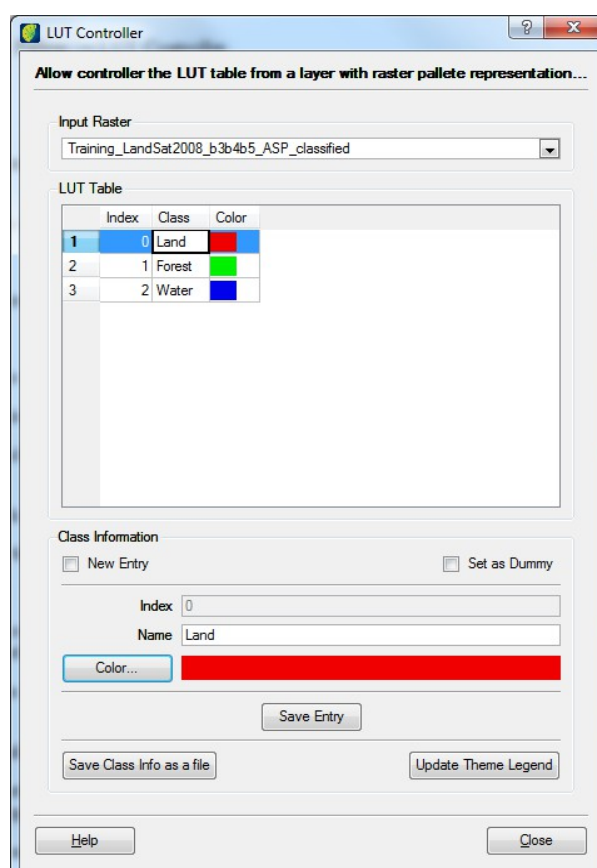 LUT Controller
Allow controller the LUT table from a layer with raster pallete representation...
Input Raster
Training_LandSat2008_b3b4b5_ASP_classified
LUT Table
Index Class Color
1 0 Land
2 1 Forest
3 2 Water
Class Information
New Entry Set as Dummy
Index 0
Name Land
Color...
Save Entry
Save Class Info as a file Update Theme Legend
Help Close